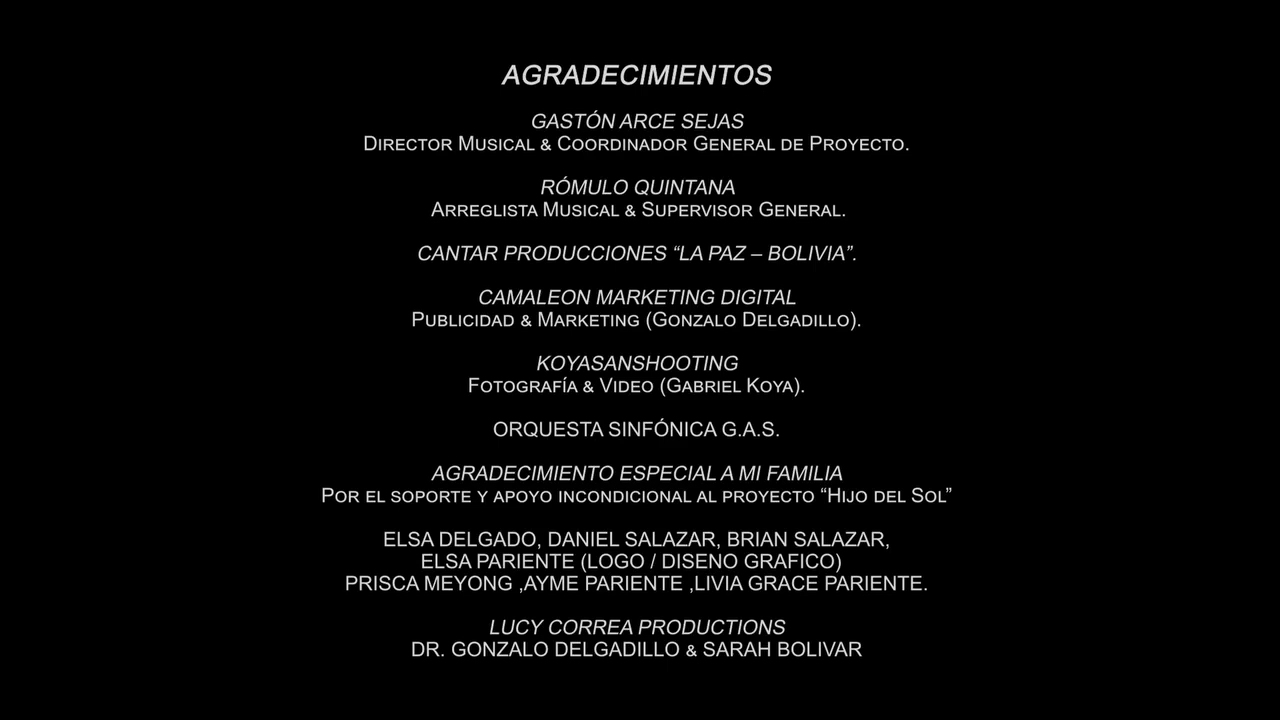 AGRADECIMIENTOS
GASTÓN ARCE SEJAS
Director Musical & Coordinador General de Proyecto.
RÓMULO QUINTANA
Arreglista Musical & Supervisor General.
CANTAR PRODUCCIONES “LA PAZ – BOLIVIA”.
CAMALEON MARKETING DIGITAL
Publicidad & Marketing (Gonzalo Delgadillo).
KOYASANSHOOTING
Fotografía & Video (Gabriel Koya).
ORQUESTA SINFÓNICA G.A.S.
AGRADECIMIENTO ESPECIAL A MI FAMILIA
Por el soporte y apoyo incondicional al proyecto “Hijo del Sol”
ELSA DELGADO, DANIEL SALAZAR, BRIAN SALAZAR,
ELSA PARIENTE (LOGO / DISENO GRAFICO)
PRISCA MEYONG ,AYME PARIENTE ,LIVIA GRACE PARIENTE.
LUCY CORREA PRODUCTIONS
DR. GONZALO DELGADILLO & SARAH BOLIVAR